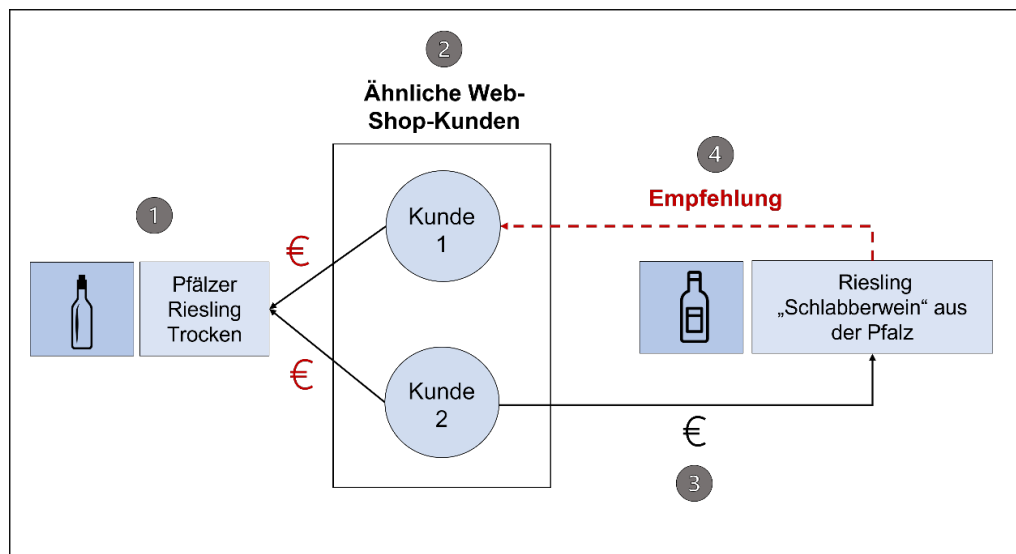 2
Ähnliche Web-
Shop-Kunden
4
Empfehlung
1
Kunde
1
€
Pfälzer
Riesling
Trocken
Riesling
„Schlabberwein“ aus
der Pfalz
€
Kunde
2
€
3